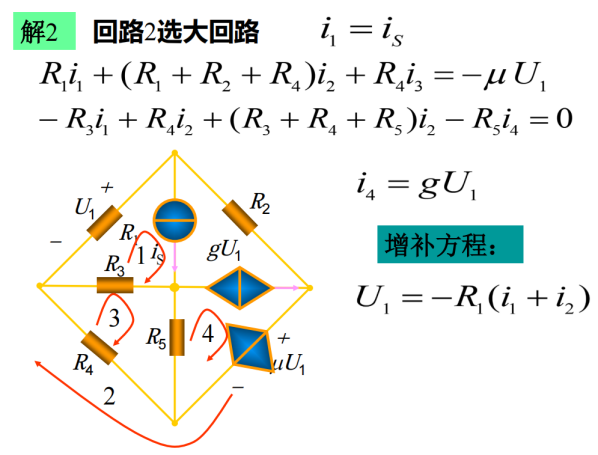 解2 回路2选大回路 i₁ = i_S
R₁i₁ + (R₁ + R₂ + R₄)i₂ + R₄i₃ = −μU₁
− R₃i₁ + R₄i₂ + (R₃ + R₄ + R₅)i₂ − R₅i₄ = 0
i₄ = gU₁
增补方程：
U₁ = −R₁(i₁ + i₂)
+
U₁
−
R₁
R₂
1
i_S
gU₁
R₃
3
R₅
4
+
μU₁
−
R₄
2